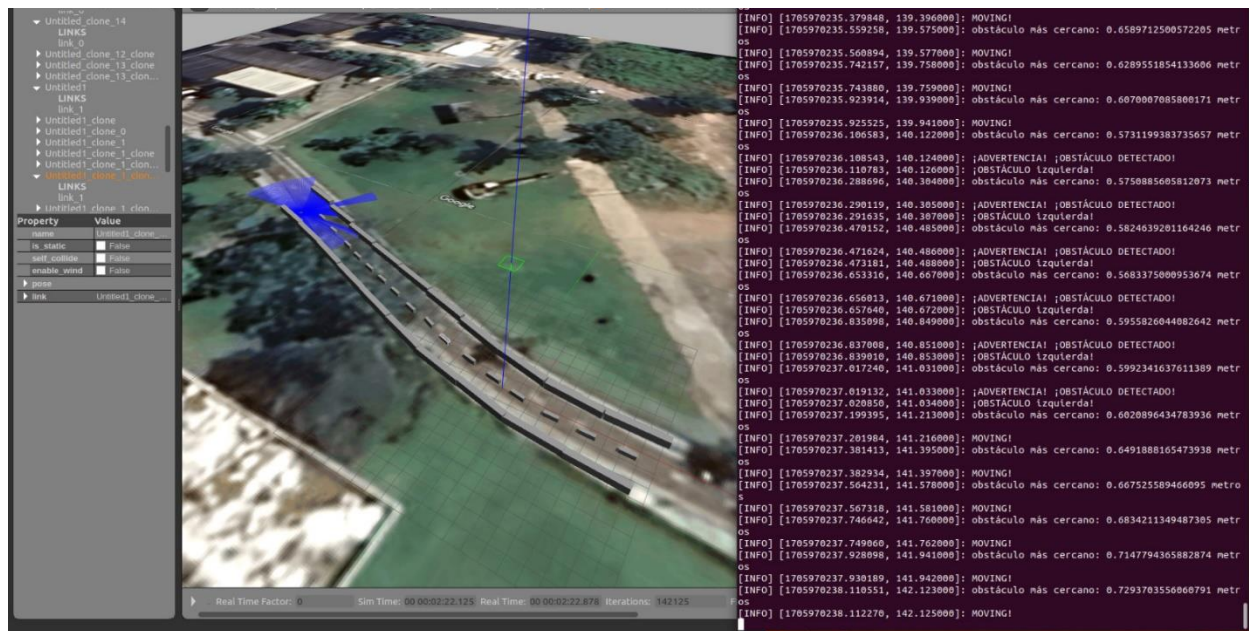 Untitled_clone_14
LINKS
link_0
Untitled_clone_12_clone
Untitled_clone_13_clone
Untitled_clone_13_clon...
Untitled1
LINKS
link_1
Untitled1_clone
Untitled1_clone_0
Untitled1_clone_1
Untitled1_clone_1_clone
Untitled1_clone_1_clon...
Untitled1_clone_1_clon...
LINKS
link_1
Untitled1_clone_1_clon...
Property Value
name Untitled1_clone_...
is_static False
self_collide False
enable_wind False
pose
link Untitled1_clone_...
Google
Real Time Factor: 0 Sim Time: 00 00:02:22.125 Real Time: 00 00:02:22.878 Iterations: 142125 F
os
[INFO] [1705970235.379848, 139.396000]: MOVING!
[INFO] [1705970235.559258, 139.575000]: obstáculo más cercano: 0.6589712500572205 metr
os
[INFO] [1705970235.560894, 139.577000]: MOVING!
[INFO] [1705970235.742157, 139.758000]: obstáculo más cercano: 0.6289551854133606 metr
os
[INFO] [1705970235.743880, 139.759000]: MOVING!
[INFO] [1705970235.923914, 139.939000]: obstáculo más cercano: 0.6070007085800171 metr
os
[INFO] [1705970235.925525, 139.941000]: MOVING!
[INFO] [1705970236.106583, 140.122000]: obstáculo más cercano: 0.5731199383735657 metr
os
[INFO] [1705970236.108543, 140.124000]: ¡ADVERTENCIA! ¡OBSTÁCULO DETECTADO!
[INFO] [1705970236.110783, 140.126000]: ¡OBSTÁCULO izquierda!
[INFO] [1705970236.288696, 140.304000]: obstáculo más cercano: 0.5750885605812073 metr
os
[INFO] [1705970236.290119, 140.305000]: ¡ADVERTENCIA! ¡OBSTÁCULO DETECTADO!
[INFO] [1705970236.291635, 140.307000]: ¡OBSTÁCULO izquierda!
[INFO] [1705970236.470152, 140.485000]: obstáculo más cercano: 0.5824639201164246 metr
os
[INFO] [1705970236.471624, 140.486000]: ¡ADVERTENCIA! ¡OBSTÁCULO DETECTADO!
[INFO] [1705970236.473181, 140.488000]: ¡OBSTÁCULO izquierda!
[INFO] [1705970236.653316, 140.667000]: obstáculo más cercano: 0.5683375000953674 metr
os
[INFO] [1705970236.656013, 140.671000]: ¡ADVERTENCIA! ¡OBSTÁCULO DETECTADO!
[INFO] [1705970236.657640, 140.672000]: ¡OBSTÁCULO izquierda!
[INFO] [1705970236.835098, 140.849000]: obstáculo más cercano: 0.5955826044082642 metr
os
[INFO] [1705970236.837008, 140.851000]: ¡ADVERTENCIA! ¡OBSTÁCULO DETECTADO!
[INFO] [1705970236.839010, 140.853000]: ¡OBSTÁCULO izquierda!
[INFO] [1705970237.017240, 141.031000]: obstáculo más cercano: 0.5992341637611389 metr
os
[INFO] [1705970237.019132, 141.033000]: ¡ADVERTENCIA! ¡OBSTÁCULO DETECTADO!
[INFO] [1705970237.020850, 141.034000]: ¡OBSTÁCULO izquierda!
[INFO] [1705970237.199395, 141.213000]: obstáculo más cercano: 0.6020896434783936 metr
os
[INFO] [1705970237.201984, 141.216000]: MOVING!
[INFO] [1705970237.381413, 141.395000]: obstáculo más cercano: 0.6491888165473938 metr
os
[INFO] [1705970237.382934, 141.397000]: MOVING!
[INFO] [1705970237.564231, 141.578000]: obstáculo más cercano: 0.667525589466095 metro
s
[INFO] [1705970237.567318, 141.581000]: MOVING!
[INFO] [1705970237.746642, 141.760000]: obstáculo más cercano: 0.6834211349487305 metr
os
[INFO] [1705970237.749060, 141.762000]: MOVING!
[INFO] [1705970237.928098, 141.941000]: obstáculo más cercano: 0.7147794365882874 metr
os
[INFO] [1705970237.930189, 141.942000]: MOVING!
[INFO] [1705970238.110551, 142.123000]: obstáculo más cercano: 0.7293703556060791 metr
os
[INFO] [1705970238.112270, 142.125000]: MOVING!